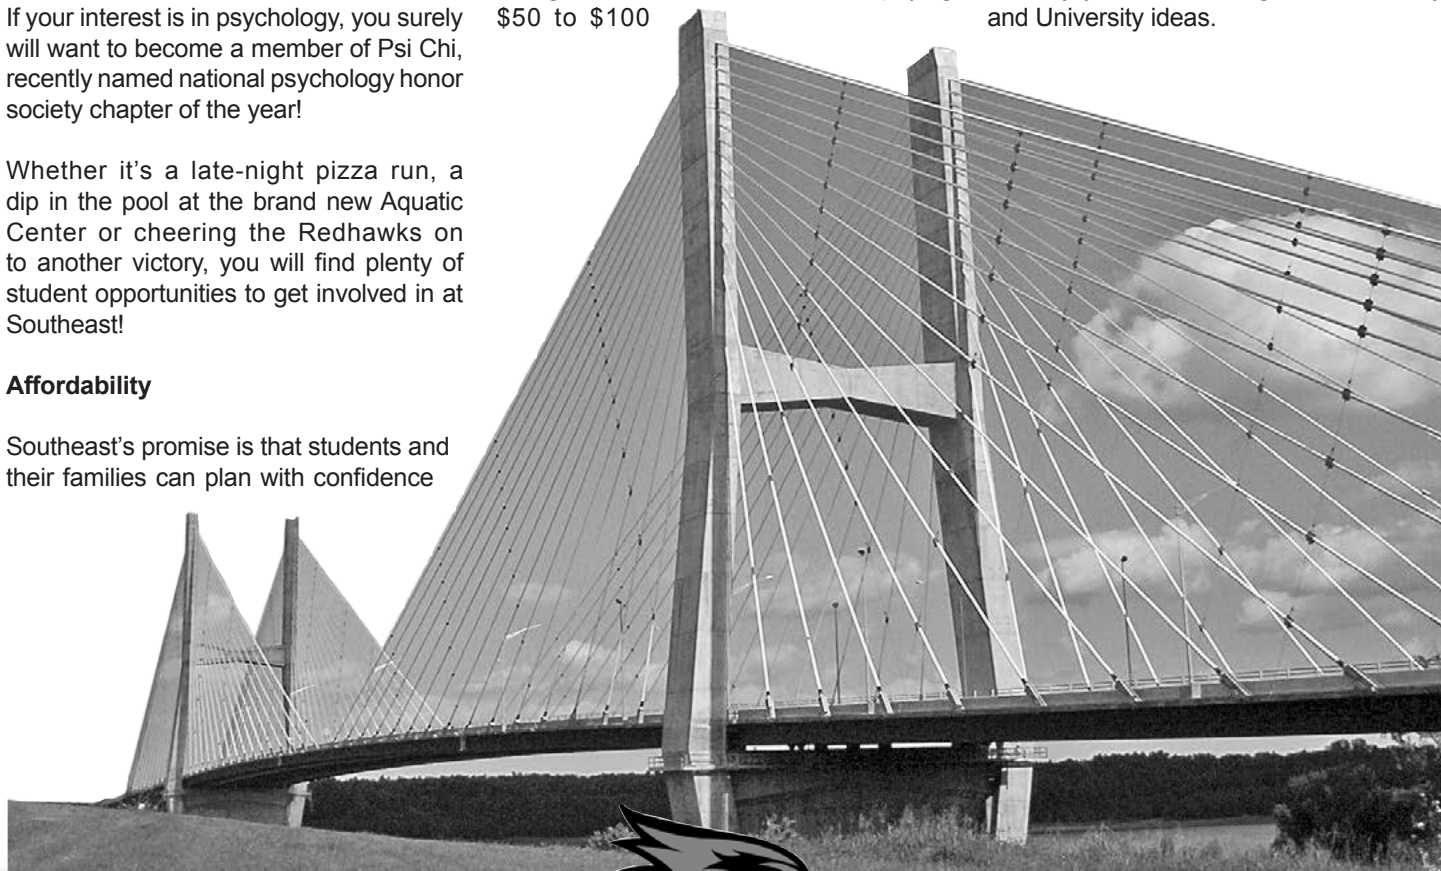 If your interest is in psychology, you surely
will want to become a member of Psi Chi,
recently named national psychology honor
society chapter of the year!
Whether it's a late-night pizza run, a
dip in the pool at the brand new Aquatic
Center or cheering the Redhawks on
to another victory, you will find plenty of
student opportunities to get involved in at
Southeast!
Affordability
Southeast's promise is that students and
their families can plan with confidence
$50 to $100
and University ideas.